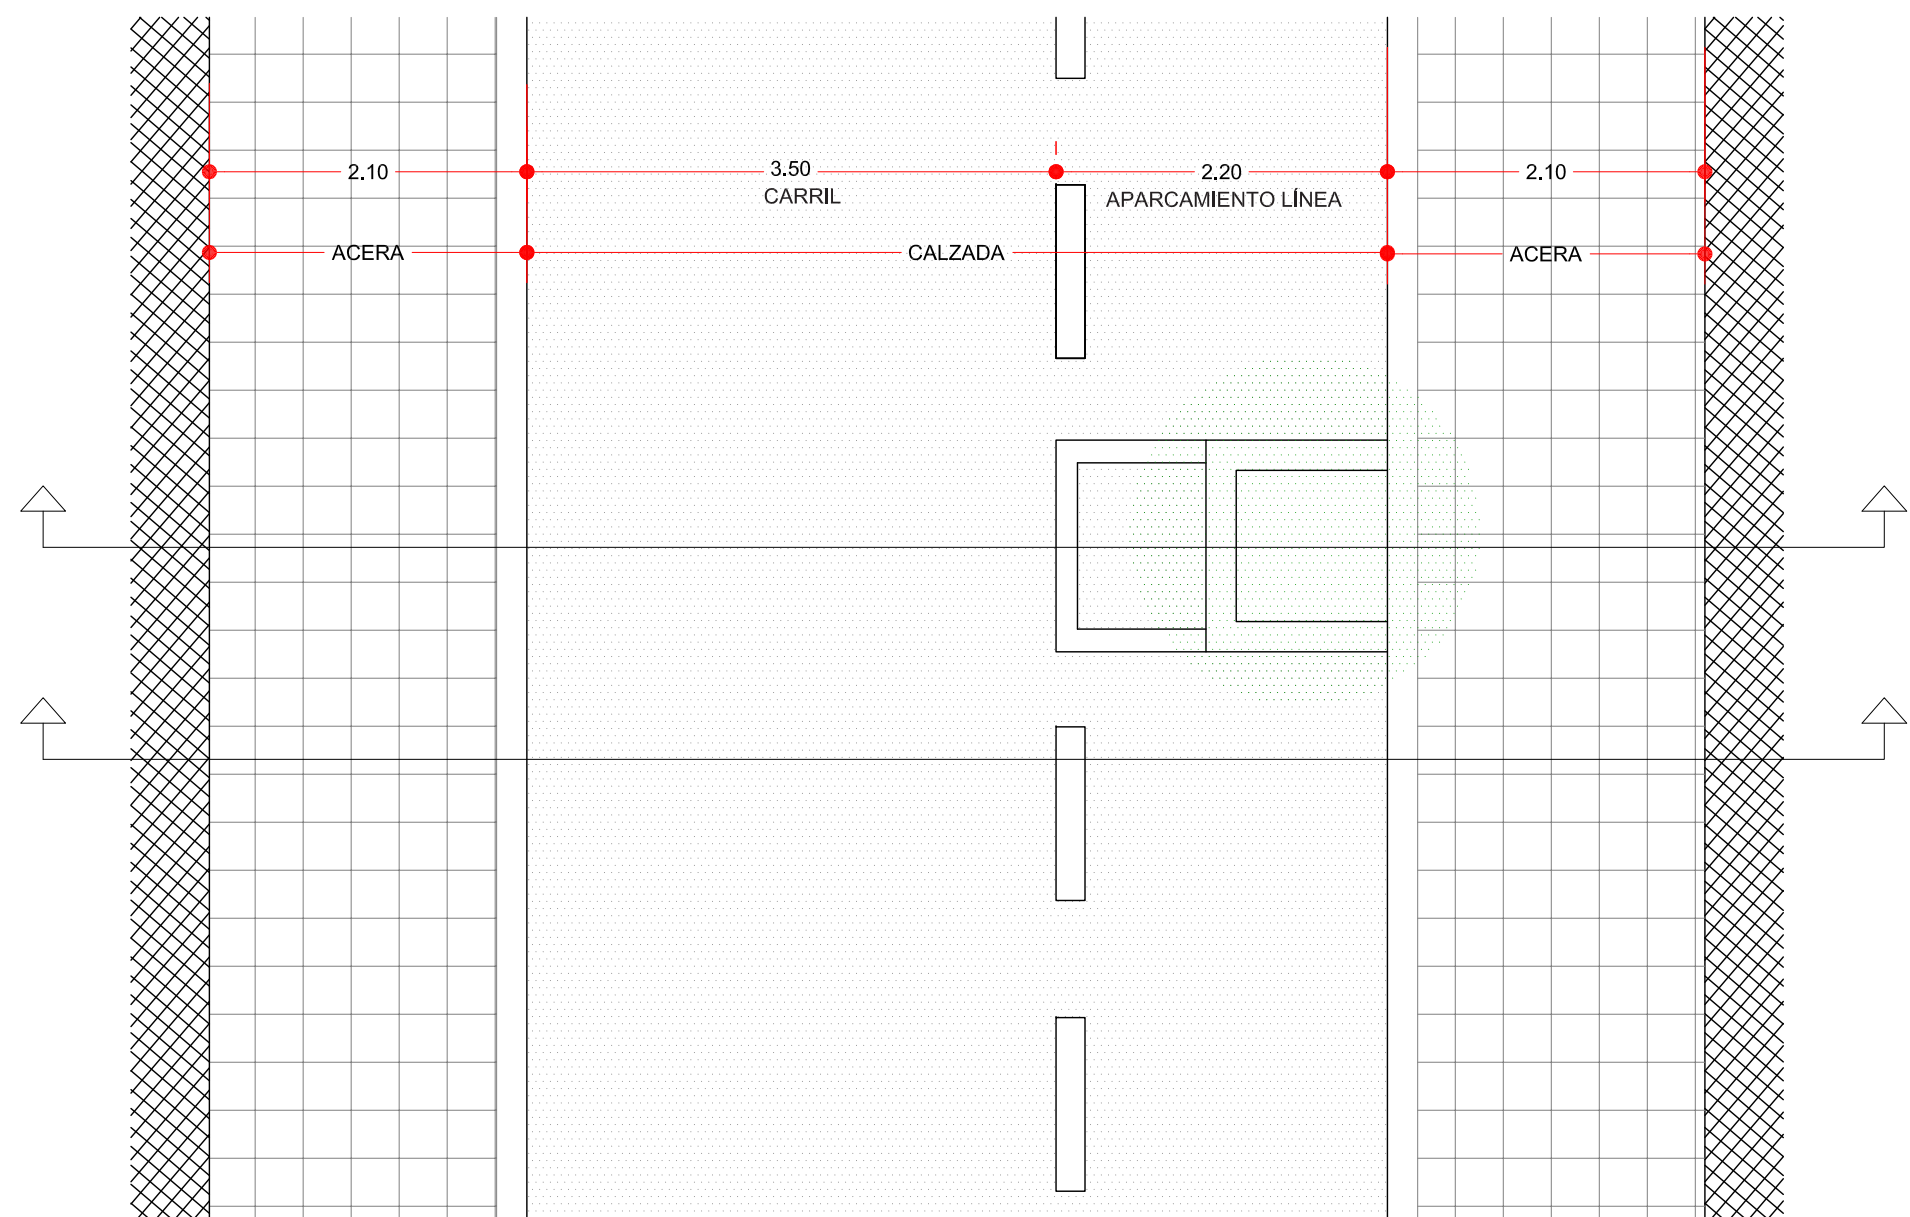 2.10
3.50
2.20
2.10
CARRIL
APARCAMIENTO LÍNEA
ACERA
CALZADA
ACERA